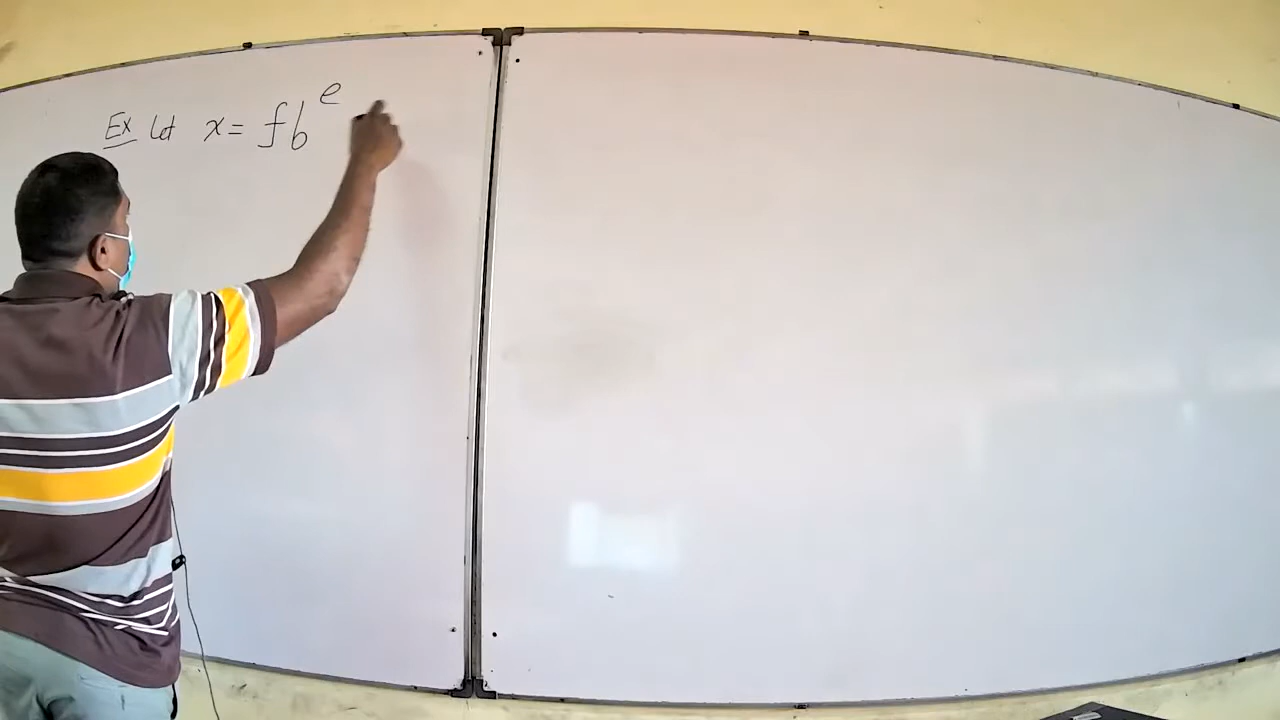 Ex Let x = fb^e